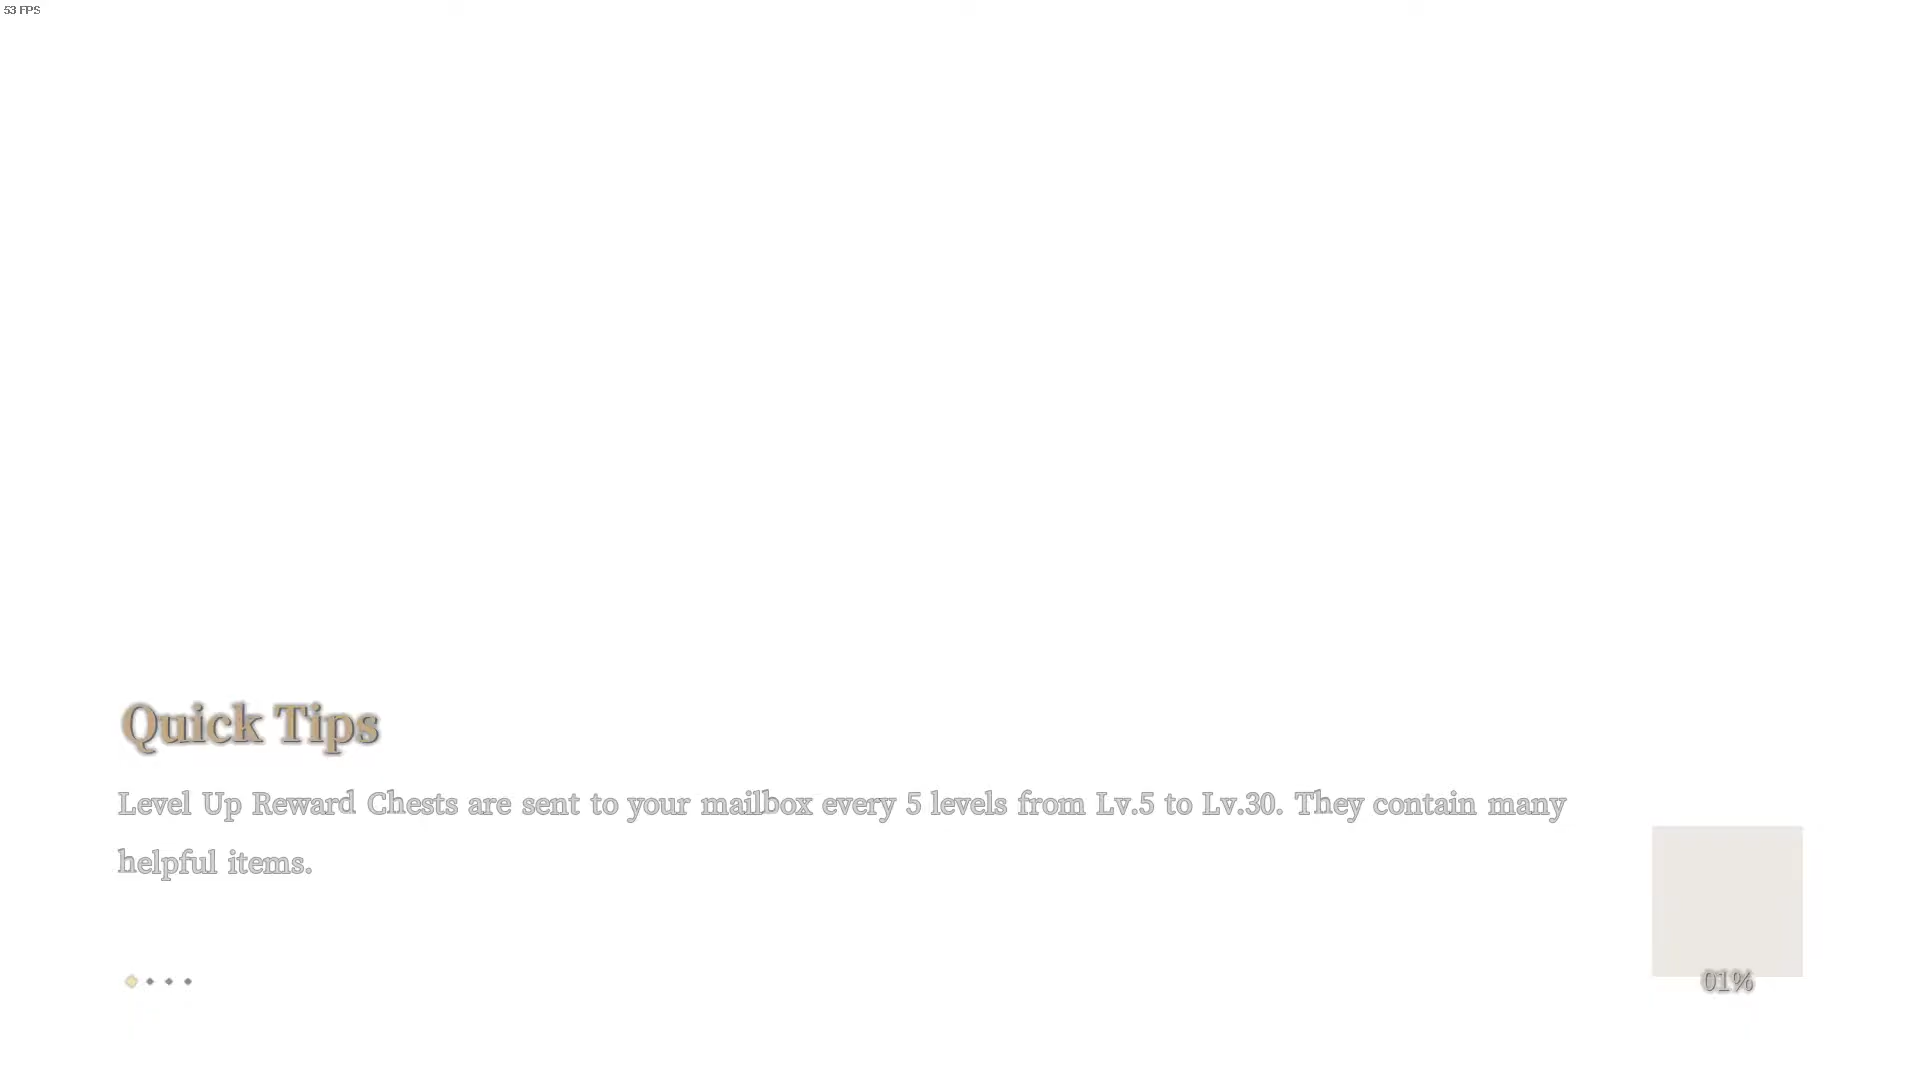 53 FPS
Quick Tips
Level Up Reward Chests are sent to your mailbox every 5 levels from Lv.5 to Lv.30. They contain many
helpful items.
01%